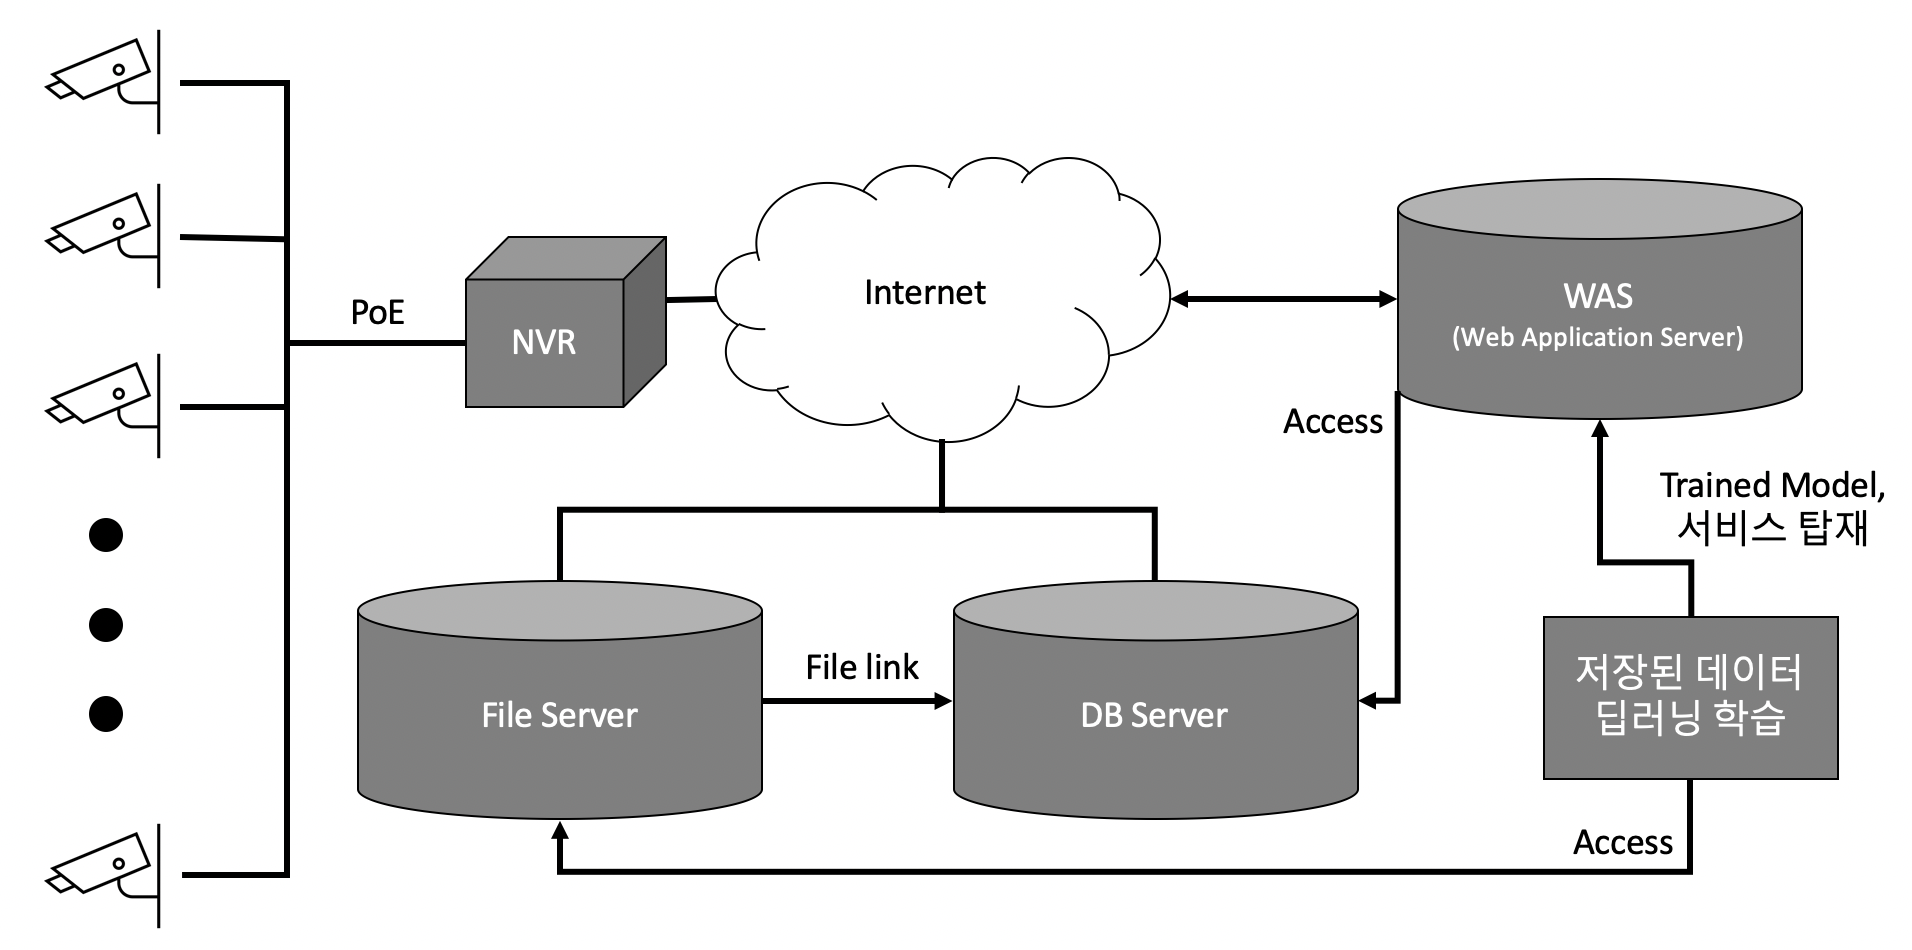 PoE
NVR
Internet
WAS
(Web Application Server)
Access
Trained Model,
서비스 탑재
File Server
File link
DB Server
저장된 데이터
딥러닝 학습
Access